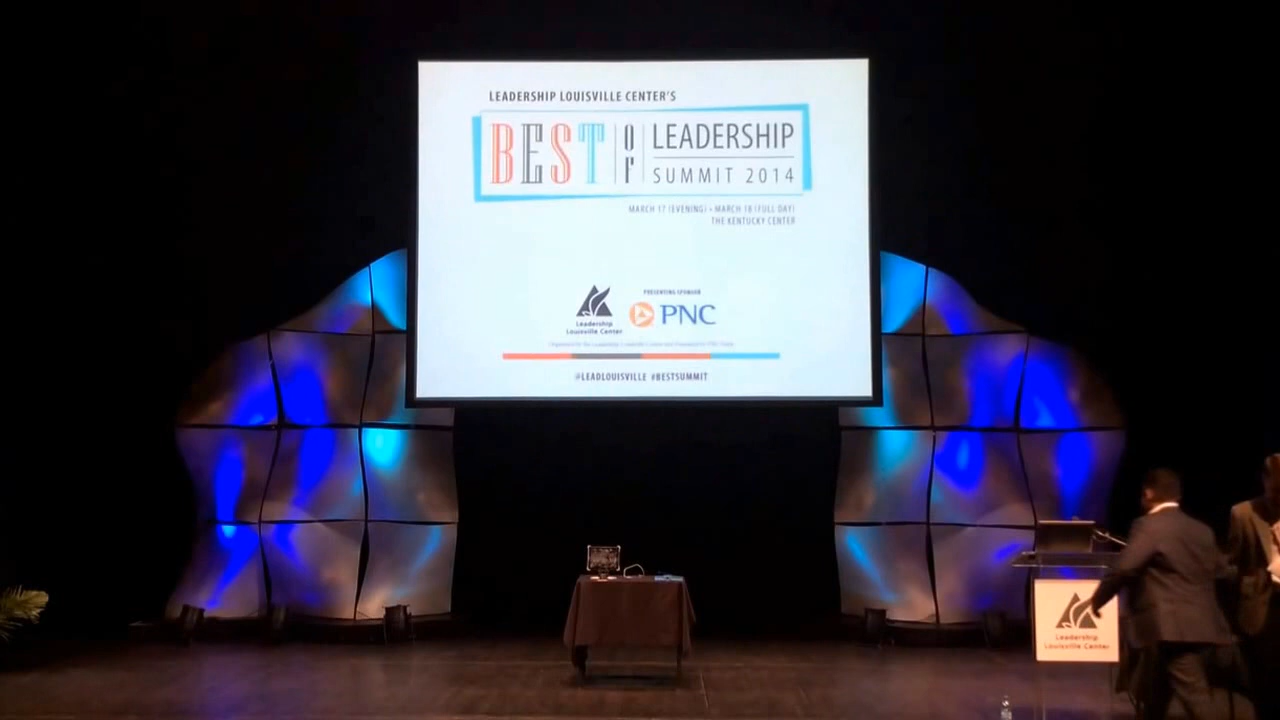 LEADERSHIP LOUISVILLE CENTER'S
BEST OF LEADERSHIP
SUMMIT 2014
MARCH 17 (EVENING) • MARCH 18 (FULL DAY)
THE KENTUCKY CENTER
PRESENTING SPONSOR
PNC
Leadership
Louisville Center
@LEADLOUISVILLE #BESTSUMMIT
Leadership
Louisville Center